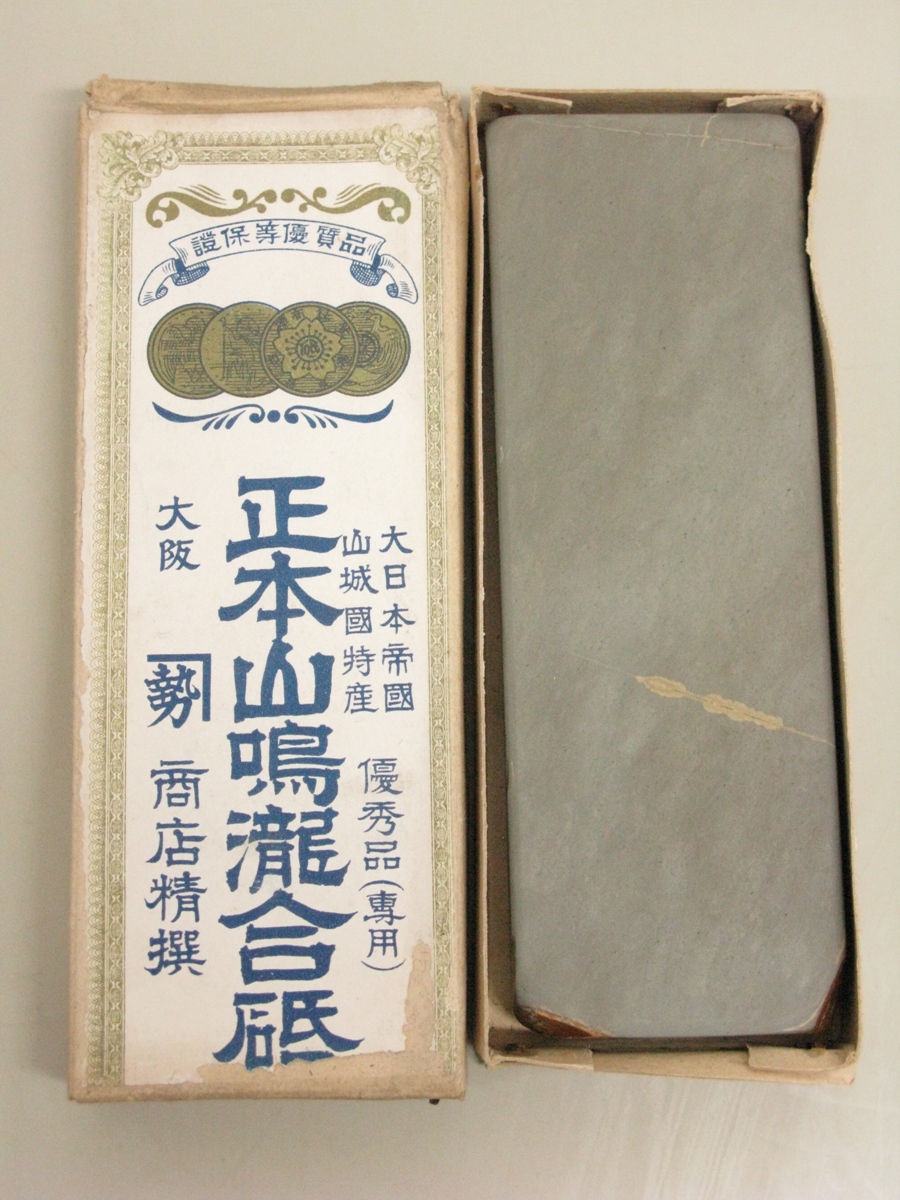 品質優等保證
大日本帝國
山城國特産
優秀品(専用)
正本山鳴瀧合砥
大阪
勢
商店精撰